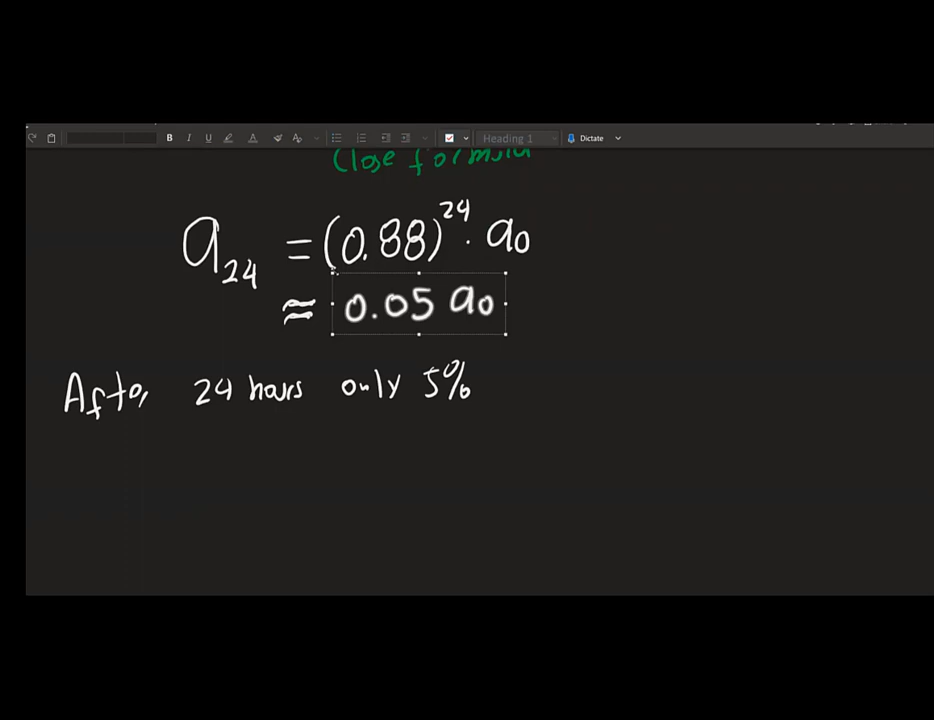 B I U A Heading 1 Dictate
Close formula
a24 = (0.88)^24 · a0
≈ 0.05 a0
After 24 hours only 5%